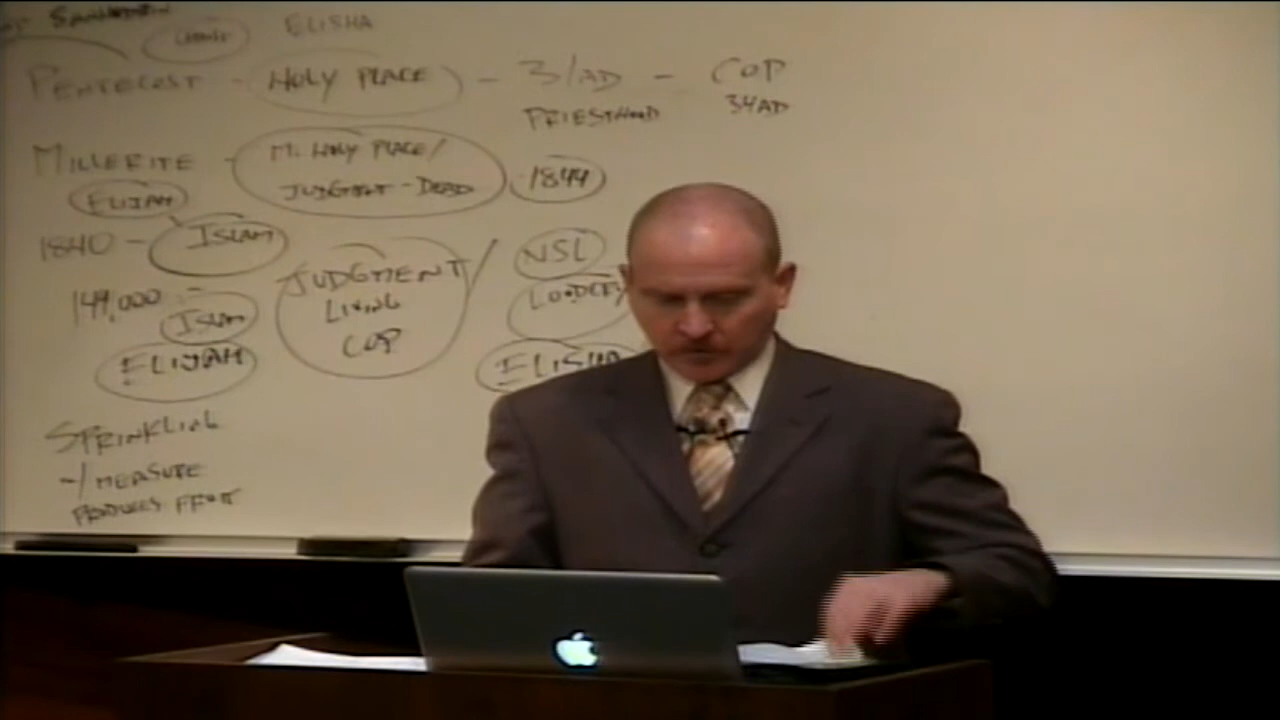 SANHEDRIN
ELISHA
PENTECOST - HOLY PLACE - 31AD - COP
PRIESTHOOD 34AD
MILLERITE - M. HOLY PLACE/
JUDGMENT - DEAD 1844
ELIJAH
1840 - ISLAM
JUDGMENT / NSL
144,000 - LIVING
ISLAM COP
ELIJAH ELISHA
SPRINKLING
-/ MEASURE
PRODUCES FRUIT